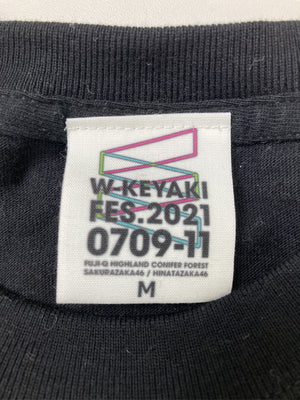 W-KEYAKI
FES.2021
0709-11
FUJI-Q HIGHLAND CONIFER FOREST
SAKURAZAKA46 / HINATAZAKA46
M